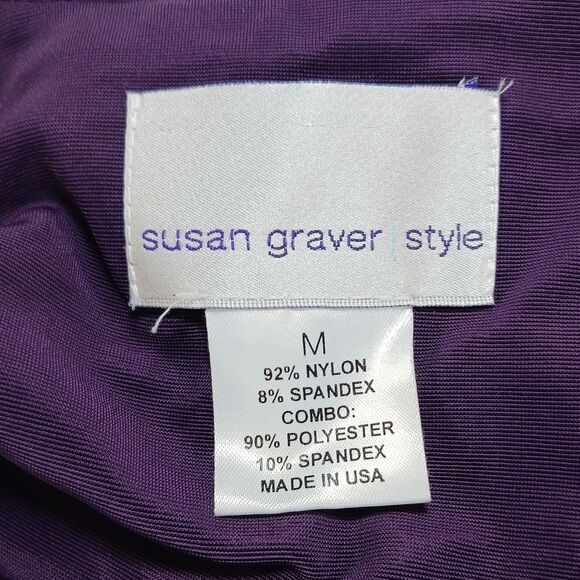 susan graver | style
M
92% NYLON
8% SPANDEX
COMBO:
90% POLYESTER
10% SPANDEX
MADE IN USA